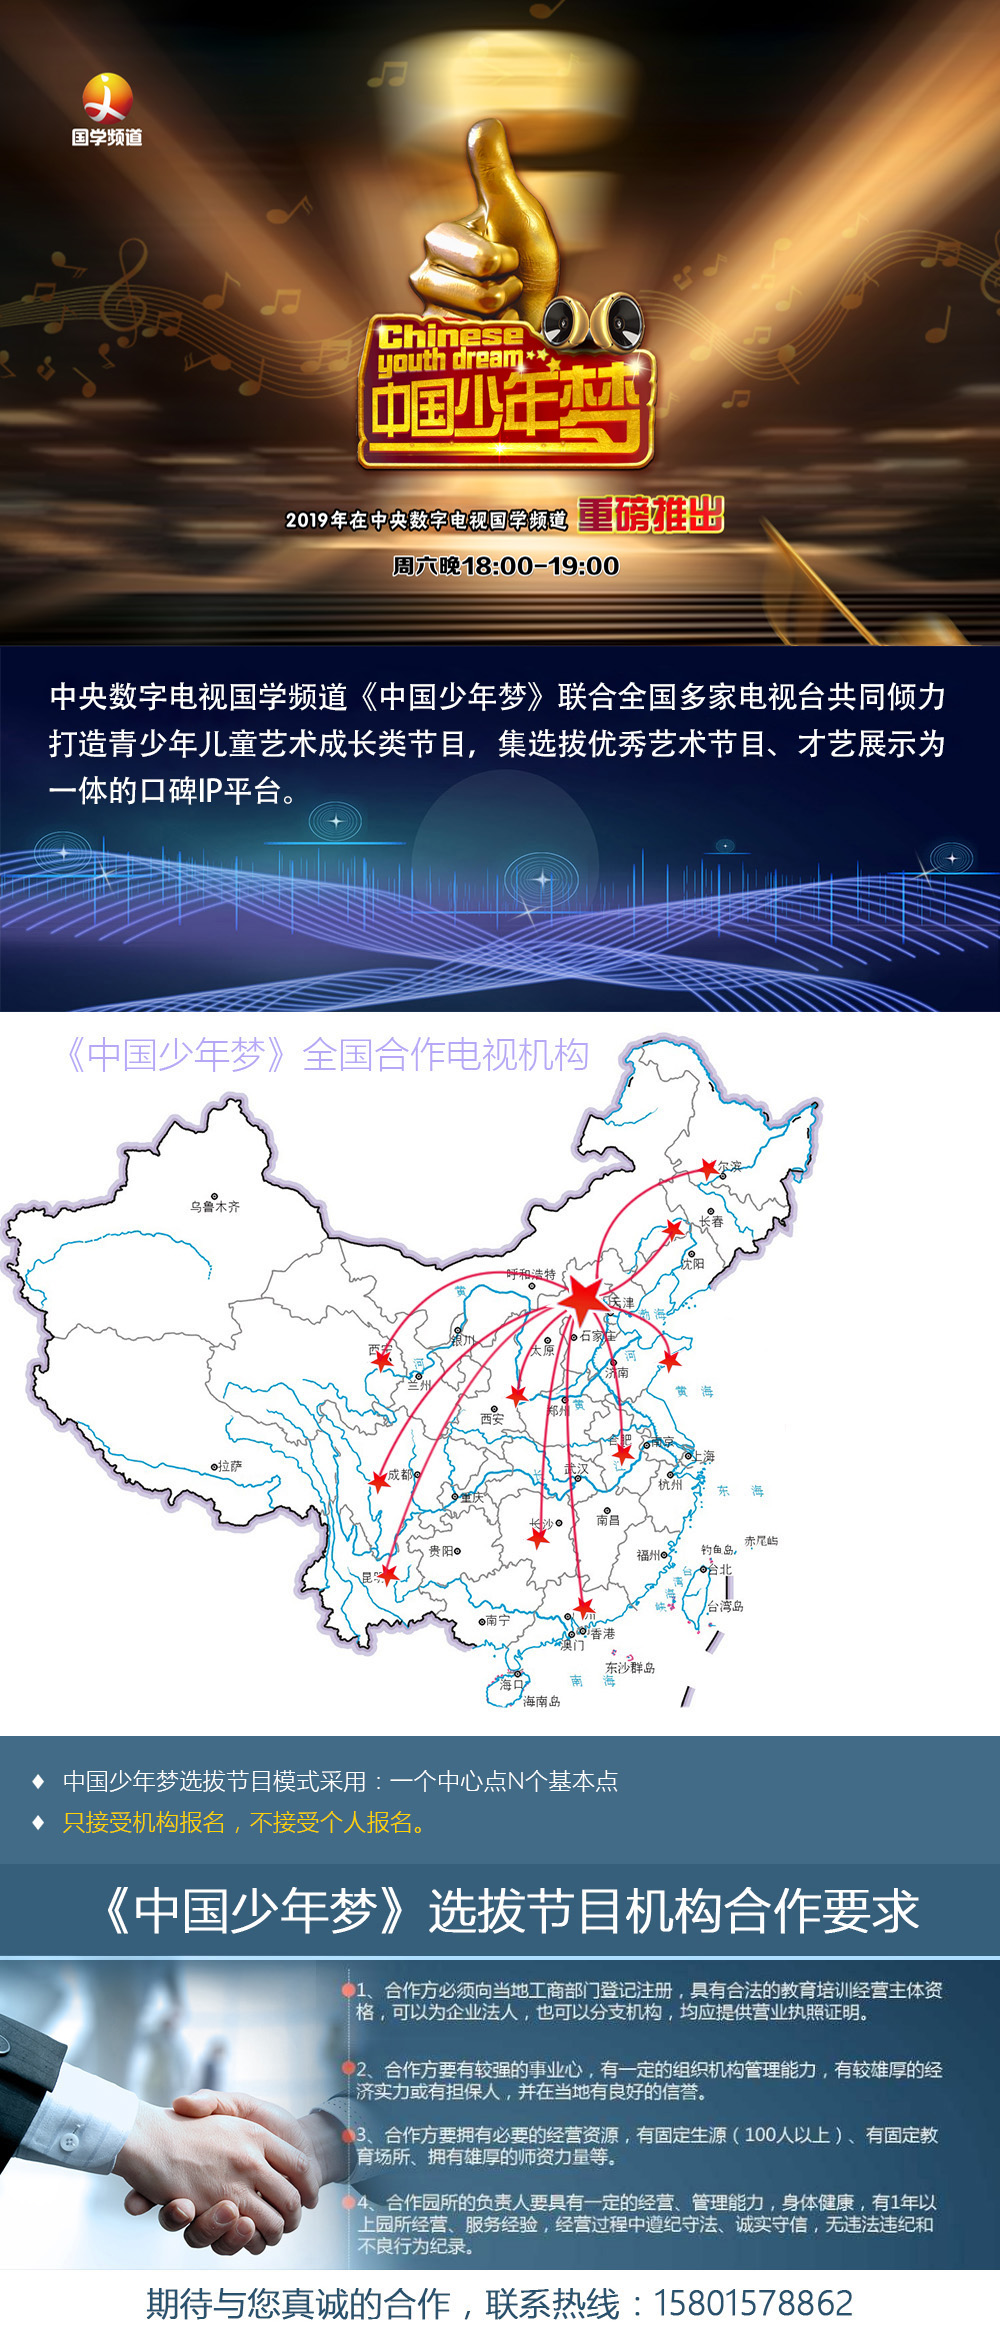 国学频道
Chinese
youth dream
中国少年梦
2019年在中央数字电视国学频道 重磅推出
周六晚18:00-19:00
中央数字电视国学频道《中国少年梦》联合全国多家电视台共同倾力
打造青少年儿童艺术成长类节目，集选拔优秀艺术节目、才艺展示为
一体的口碑IP平台。
《中国少年梦》全国合作电视机构
尔滨
乌鲁木齐
长春
沈阳
呼和浩特
黄
天津
渤海
银川
石家庄
太原
西安
河
河
兰州
济南
黄 海
西安
郑州
黄
合肥
南京
上海
拉萨
成都
长
武汉
江
杭州
重庆
东 海
长沙
南昌
赤尾屿
贵阳
福州
钓鱼岛
台北
昆
台湾海峡
台湾岛
南宁
州
香港
澳门
东沙群岛
海口
南 海
海南岛
中国少年梦选拔节目模式采用：一个中心点N个基本点
只接受机构报名，不接受个人报名。
《中国少年梦》选拔节目机构合作要求
1、合作方必须向当地工商部门登记注册，具有合法的教育培训经营主体资
格，可以为企业法人，也可以分支机构，均应提供营业执照证明。
2、合作方要有较强的事业心，有一定的组织机构管理能力，有较雄厚的经
济实力或有担保人，并在当地有良好的信誉。
3、合作方要拥有必要的经营资源，有固定生源（100人以上）、有固定教
育场所、拥有雄厚的师资力量等。
4、合作园所的负责人要具有一定的经营、管理能力，身体健康，有1年以
上园所经营、服务经验，经营过程中遵纪守法、诚实守信，无违法违纪和
不良行为纪录。
期待与您真诚的合作，联系热线：15801578862